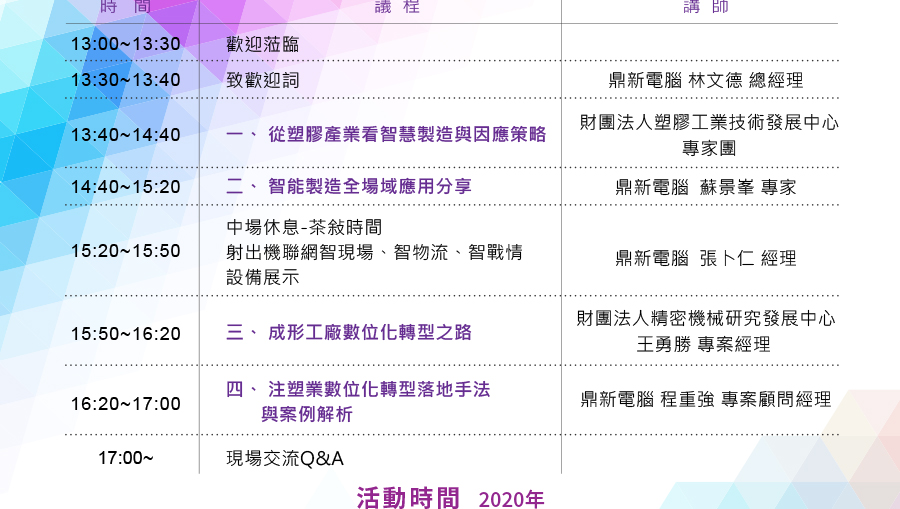 時 間 議 程 講 師
13:00~13:30 歡迎蒞臨
13:30~13:40 致歡迎詞 鼎新電腦 林文德 總經理
13:40~14:40 一、 從塑膠產業看智慧製造與因應策略 財團法人塑膠工業技術發展中心
專家團
14:40~15:20 二、 智能製造全場域應用分享 鼎新電腦 蘇景峯 專家
15:20~15:50 中場休息-茶敍時間
射出機聯網智現場、智物流、智戰情
設備展示
鼎新電腦 張卜仁 經理
15:50~16:20 三、 成形工廠數位化轉型之路 財團法人精密機械研究發展中心
王勇勝 專案經理
16:20~17:00 四、 注塑業數位化轉型落地手法
與案例解析
鼎新電腦 程重強 專案顧問經理
17:00~ 現場交流Q&A
活動時間 2020年